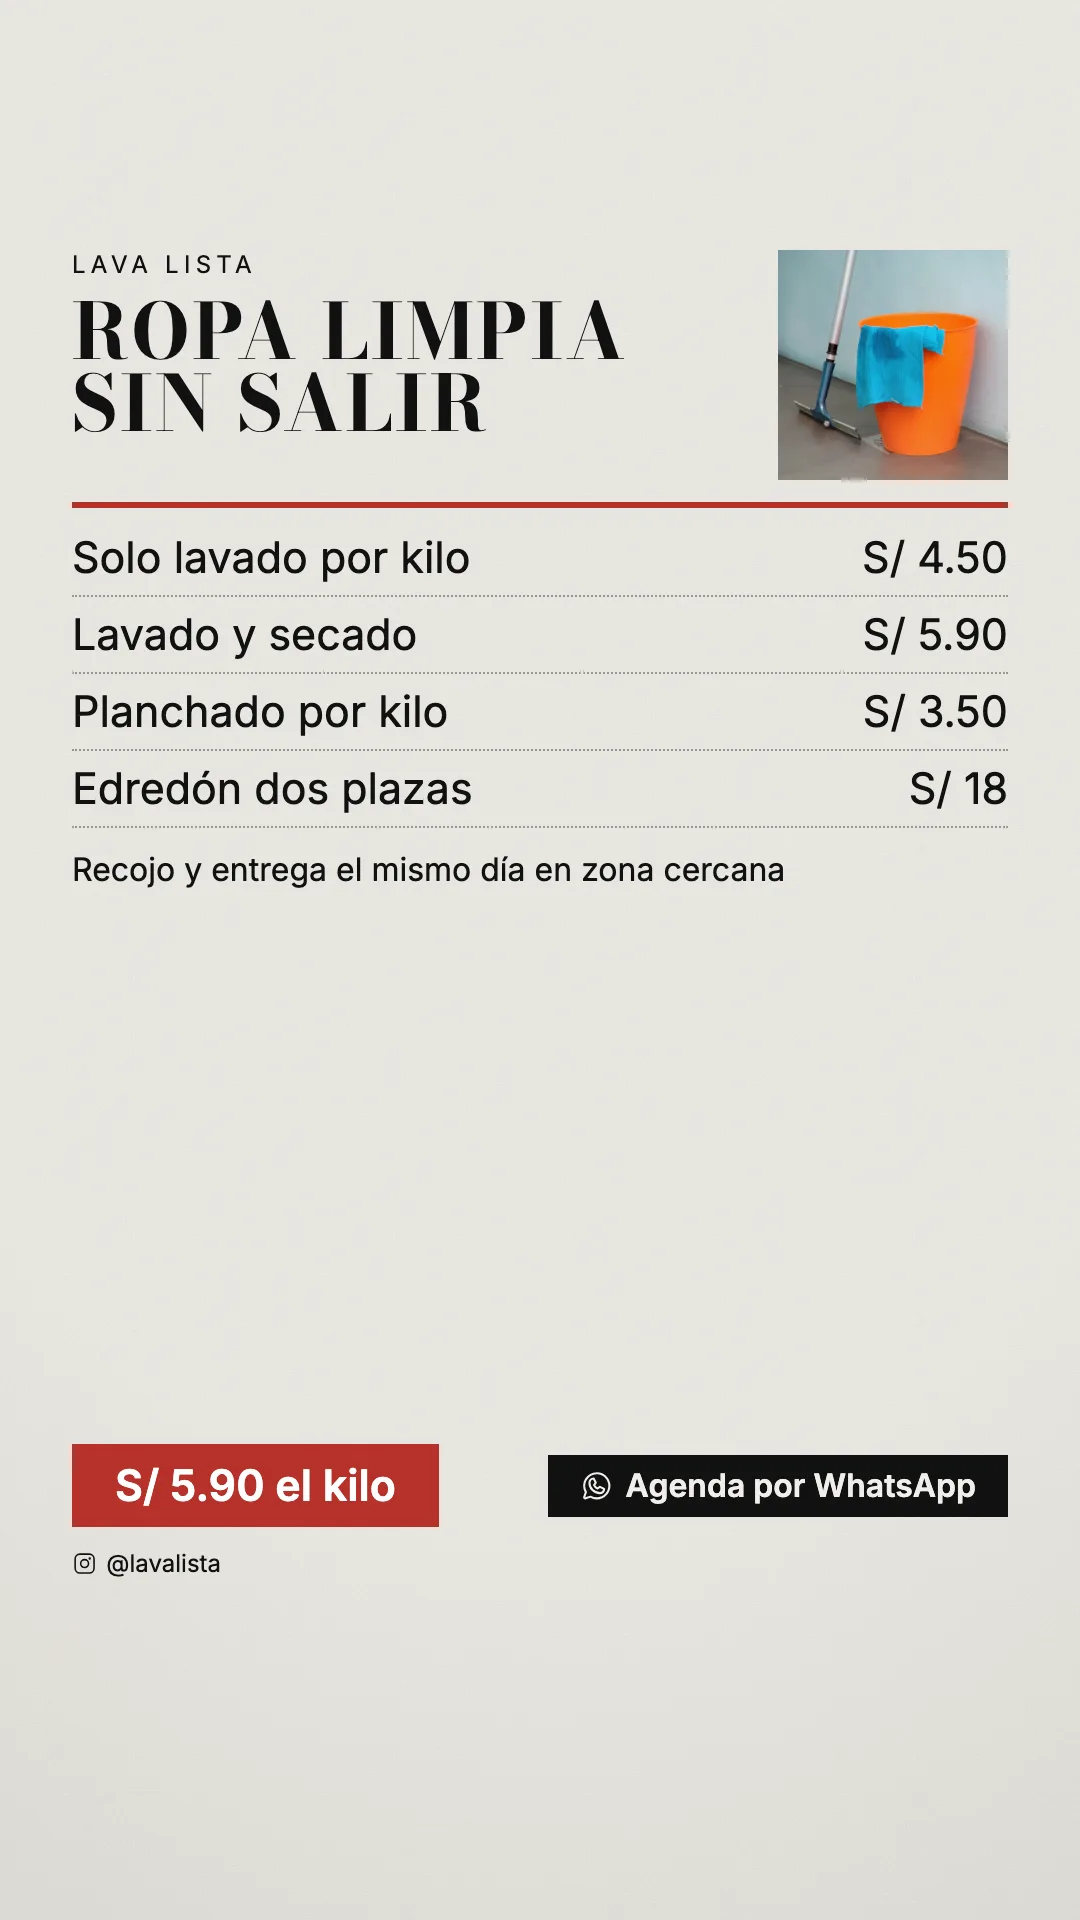 LAVA LISTA
ROPA LIMPIA
SIN SALIR
Solo lavado por kilo S/ 4.50
Lavado y secado S/ 5.90
Planchado por kilo S/ 3.50
Edredón dos plazas S/ 18
Recojo y entrega el mismo día en zona cercana
S/ 5.90 el kilo
Agenda por WhatsApp
@lavalista